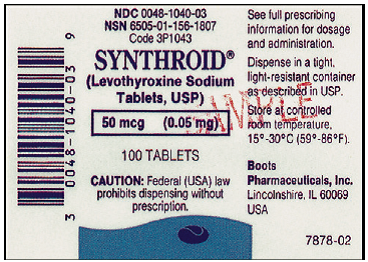 NDC 0048-1040-03
NSN 6505-01-156-1807
Code 3P1043
SYNTHROID®
(Levothyroxine Sodium
Tablets, USP)
50 mcg (0.05 mg)
100 TABLETS
CAUTION: Federal (USA) law
prohibits dispensing without
prescription.
See full prescribing
information for dosage
and administration.
Dispense in a tight,
light-resistant container
as described in USP.
Store at controlled
room temperature,
15°-30°C (59°-86°F).
Boots
Pharmaceuticals, Inc.
Lincolnshire, IL 60069
USA
7878-02
SAMPLE
3 0048-1040-03 9